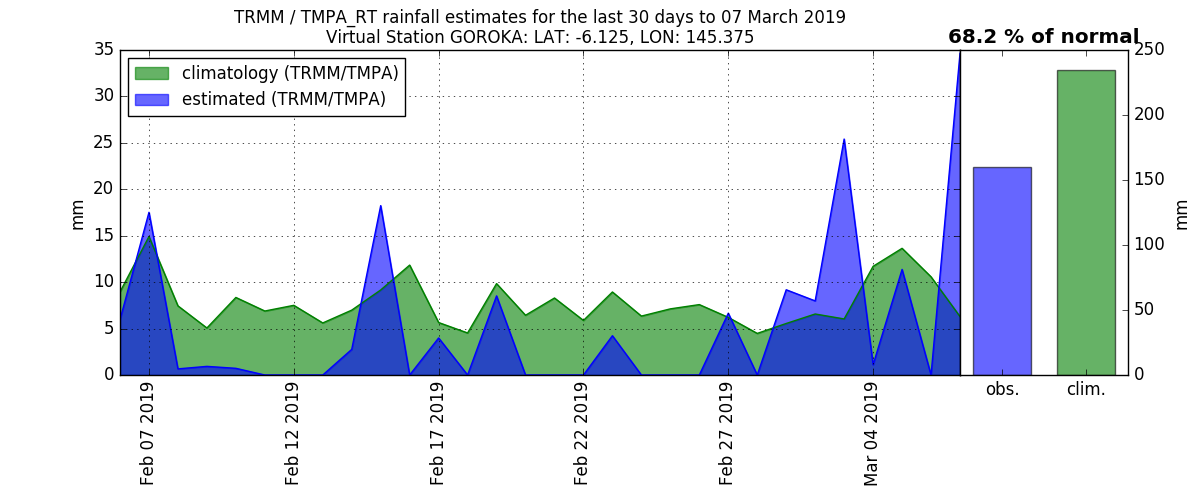 TRMM / TMPA_RT rainfall estimates for the last 30 days to 07 March 2019
Virtual Station GOROKA: LAT: -6.125, LON: 145.375
68.2 % of normal
climatology (TRMM/TMPA)
estimated (TRMM/TMPA)
35
30
25
20
15
10
5
0
mm
Feb 07 2019
Feb 12 2019
Feb 17 2019
Feb 22 2019
Feb 27 2019
Mar 04 2019
obs.
clim.
250
200
150
100
50
0
mm